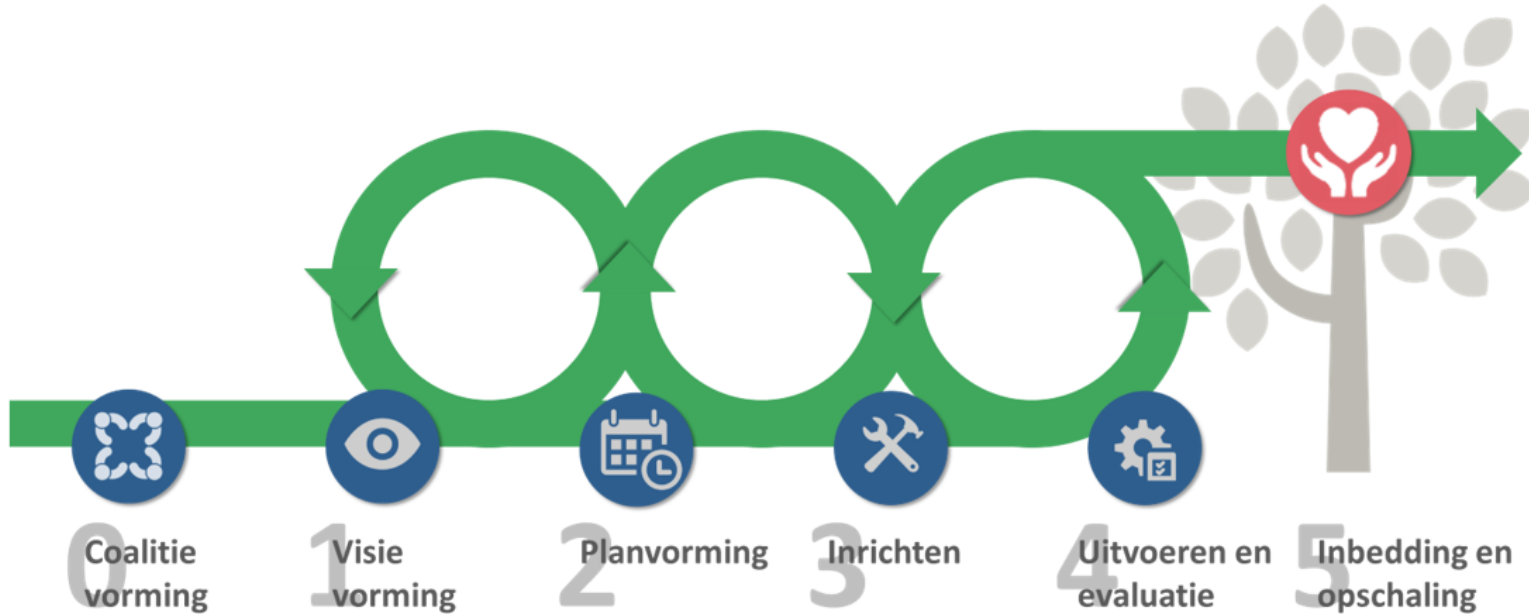 0 Coalitie
vorming
1 Visie
vorming
2 Planvorming
3 Inrichten
4 Uitvoeren en
evaluatie
5 Inbedding en
opschaling